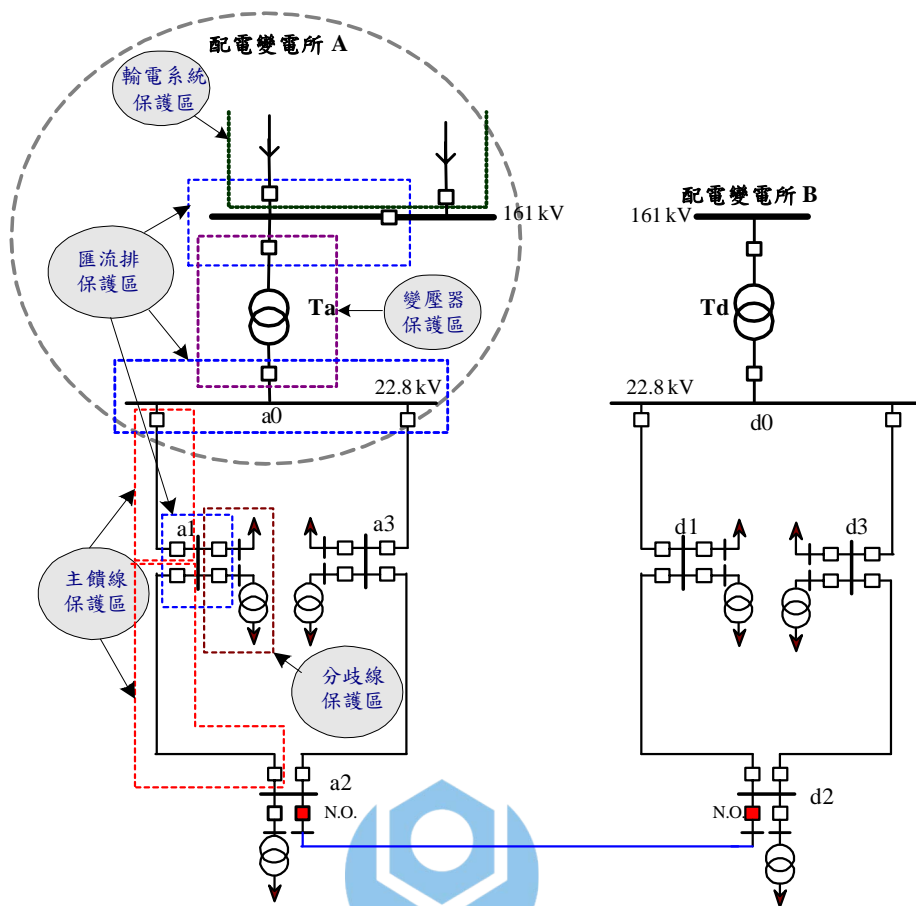 配電變電所 A
輸電系統
保護區
161 kV
配電變電所 B
161 kV
匯流排
保護區
Ta
變壓器
保護區
Td
22.8 kV
a0
22.8 kV
d0
a1
a3
d1
d3
主饋線
保護區
分歧線
保護區
a2
d2
N.O.
N.O.